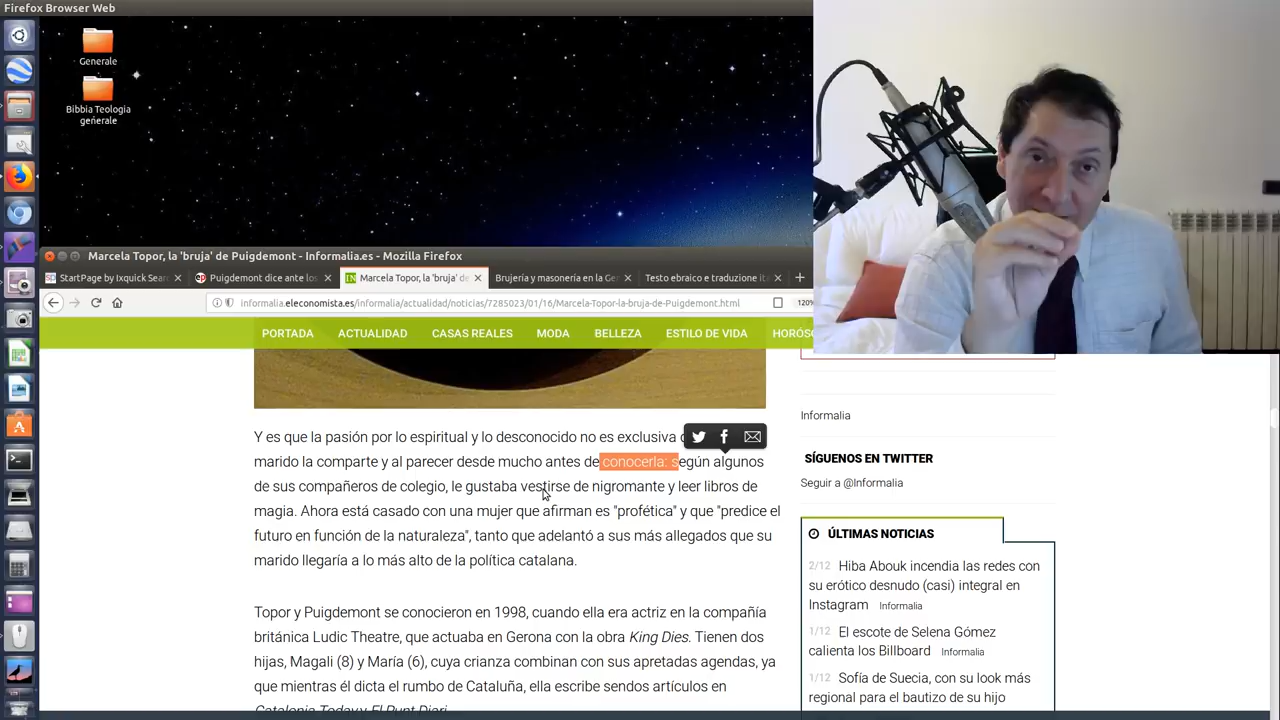 Firefox Browser Web
Generale
Bibbia Teologia
generale
Marcela Topor, la 'bruja' de Puigdemont - Informalia.es - Mozilla Firefox
StartPage by Ixquick Sear
Puigdemont dice ante los
Marcela Topor, la 'bruja' de
Brujería y masonería en la Ge
Testo ebraico e traduzione it
informalia.eleconomista.es/informalia/actualidad/noticias/7285023/01/16/Marcela-Topor-la-bruja-de-Puigdemont.html
120%
PORTADA ACTUALIDAD CASAS REALES MODA BELLEZA ESTILO DE VIDA HORÓSC
Y es que la pasión por lo espiritual y lo desconocido no es exclusiva
marido la comparte y al parecer desde mucho antes de conocerla: según algunos
de sus compañeros de colegio, le gustaba vestirse de nigromante y leer libros de
magia. Ahora está casado con una mujer que afirman es "profética" y que "predice el
futuro en función de la naturaleza", tanto que adelantó a sus más allegados que su
marido llegaría a lo más alto de la política catalana.
Topor y Puigdemont se conocieron en 1998, cuando ella era actriz en la compañía
británica Ludic Theatre, que actuaba en Gerona con la obra King Dies. Tienen dos
hijas, Magali (8) y María (6), cuya crianza combinan con sus apretadas agendas, ya
que mientras él dicta el rumbo de Cataluña, ella escribe sendos artículos en
Catalonia Today y El Punt Diari.
Informalia
SÍGUENOS EN TWITTER
Seguir a @Informalia
ÚLTIMAS NOTICIAS
2/12 Hiba Abouk incendia las redes con
su erótico desnudo (casi) integral en
Instagram Informalia
1/12 El escote de Selena Gómez
calienta los Billboard Informalia
1/12 Sofía de Suecia, con su look más
regional para el bautizo de su hijo